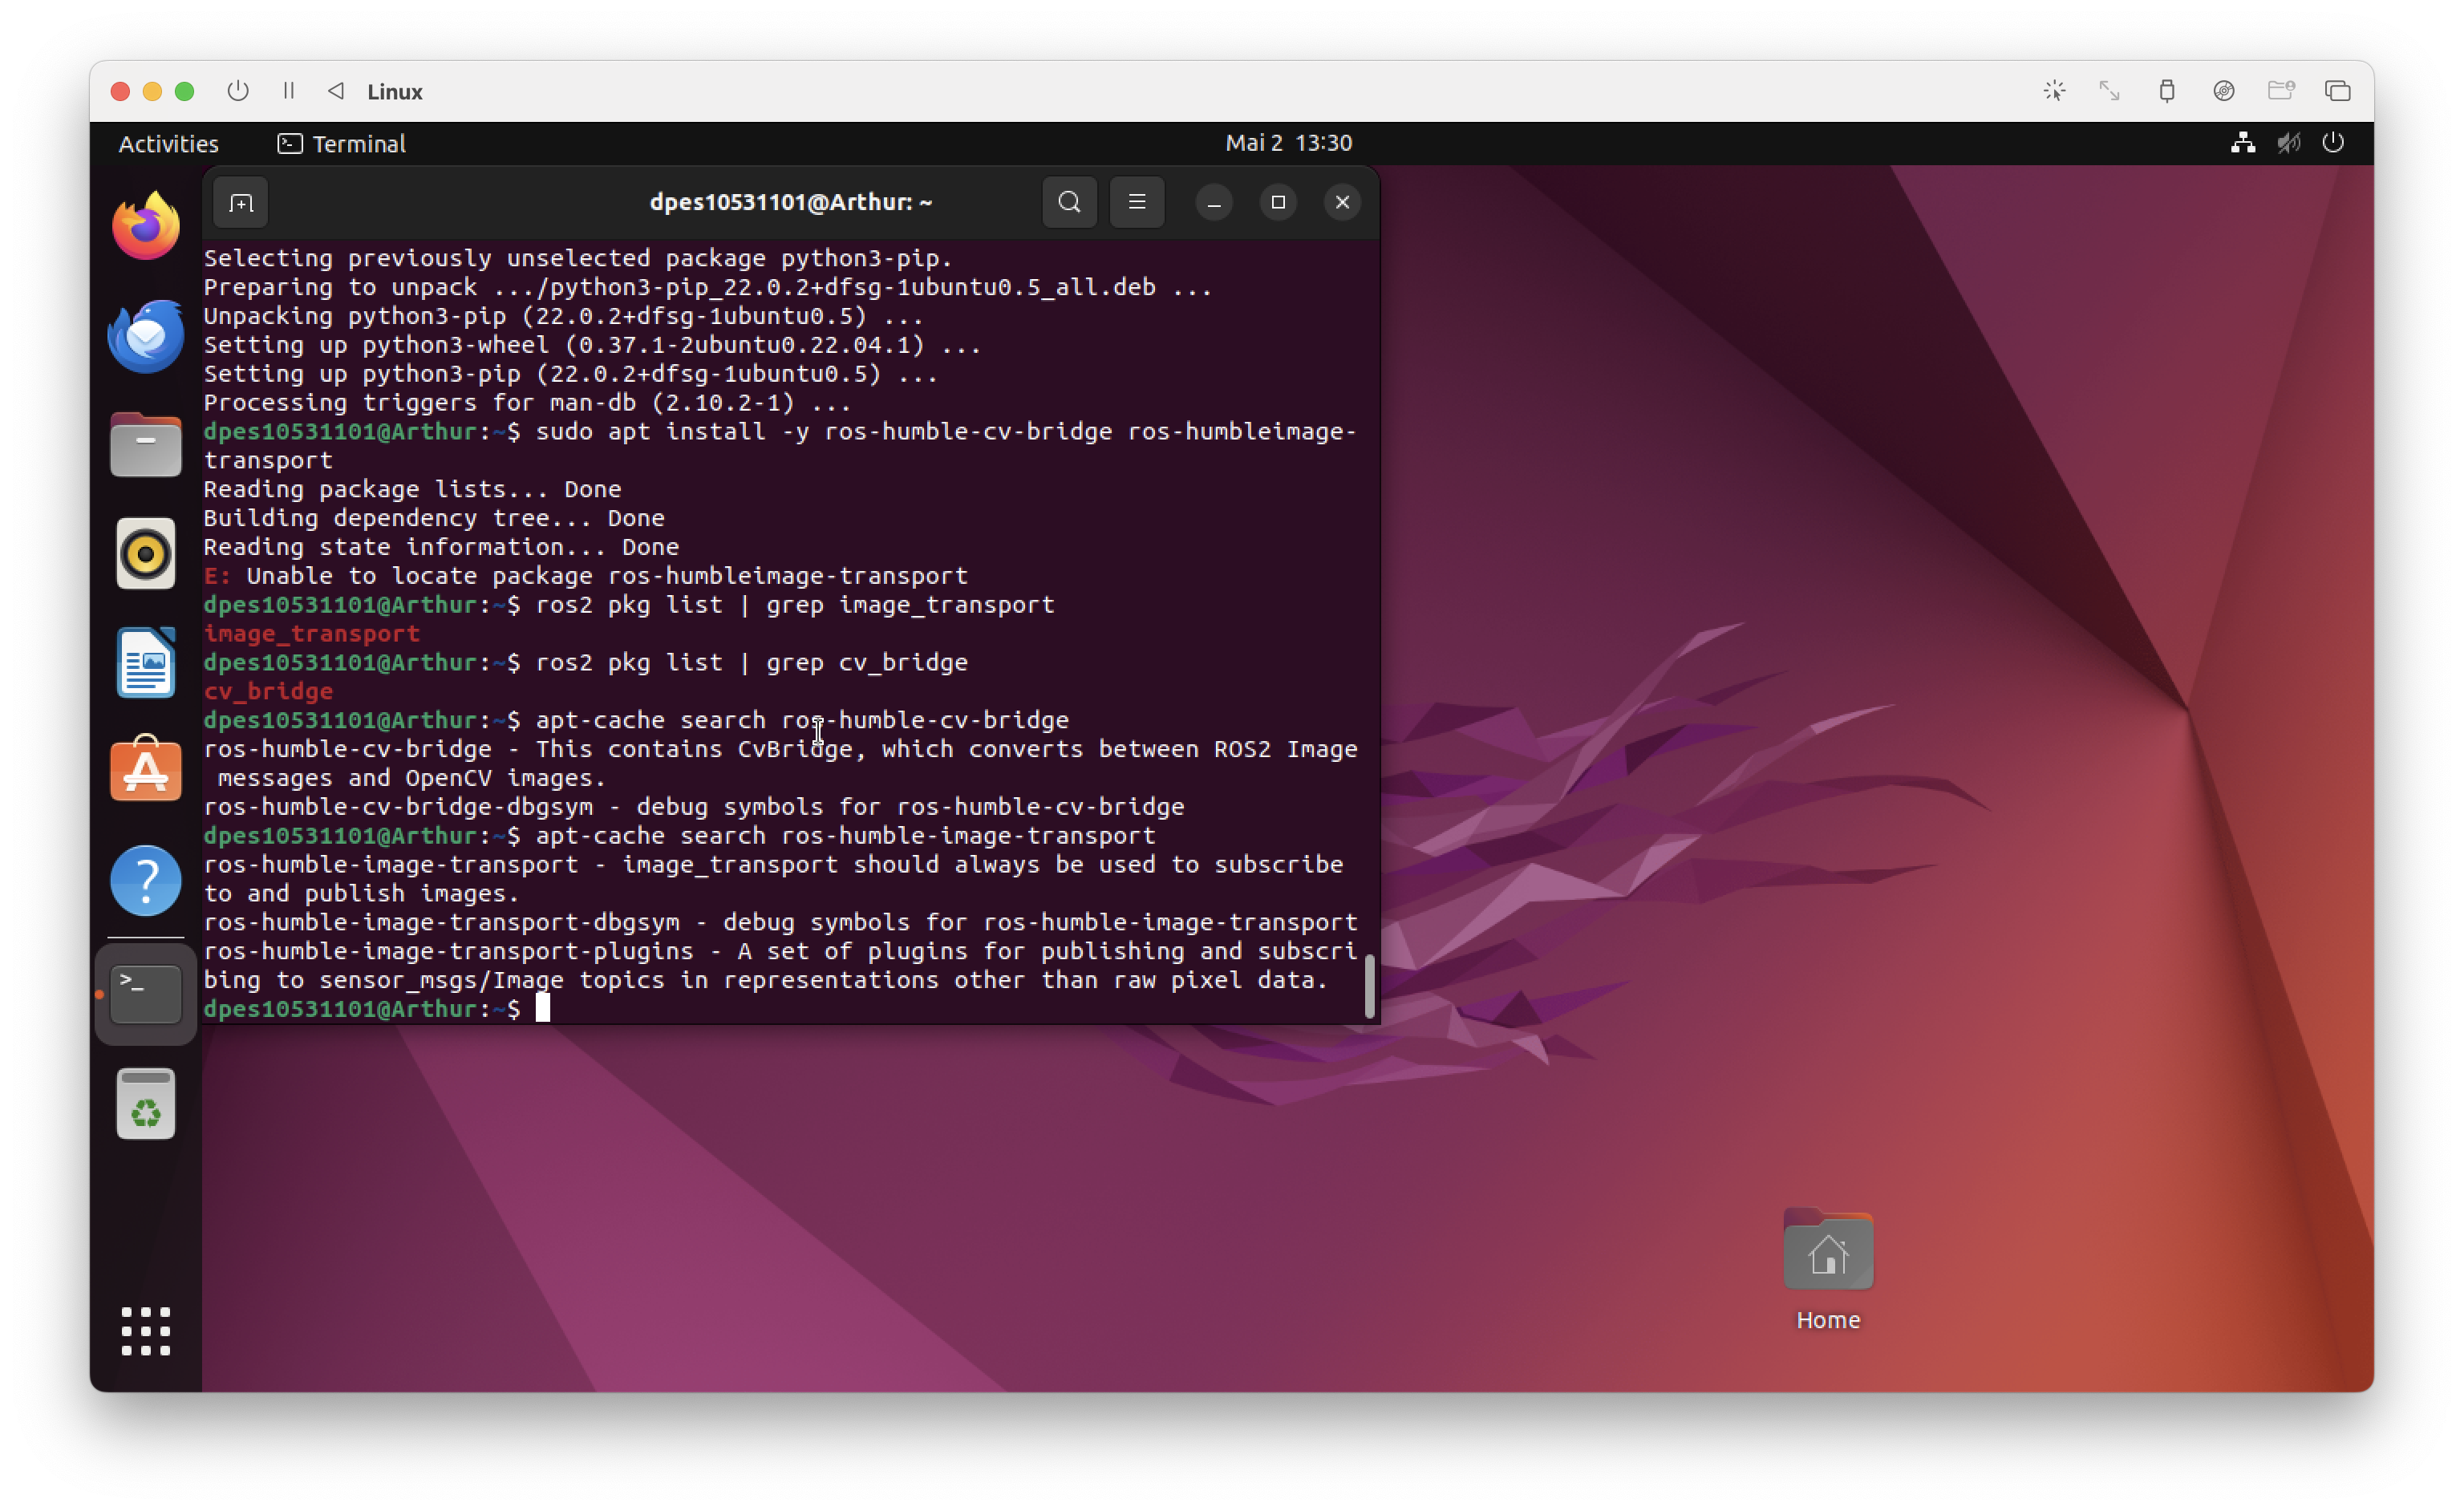 Linux
Activities
Terminal
Mai 2 13:30
dpes10531101@Arthur: ~
Selecting previously unselected package python3-pip.
Preparing to unpack .../python3-pip_22.0.2+dfsg-1ubuntu0.5_all.deb ...
Unpacking python3-pip (22.0.2+dfsg-1ubuntu0.5) ...
Setting up python3-wheel (0.37.1-2ubuntu0.22.04.1) ...
Setting up python3-pip (22.0.2+dfsg-1ubuntu0.5) ...
Processing triggers for man-db (2.10.2-1) ...
dpes10531101@Arthur:~$ sudo apt install -y ros-humble-cv-bridge ros-humbleimage-
transport
Reading package lists... Done
Building dependency tree... Done
Reading state information... Done
E: Unable to locate package ros-humbleimage-transport
dpes10531101@Arthur:~$ ros2 pkg list | grep image_transport
image_transport
dpes10531101@Arthur:~$ ros2 pkg list | grep cv_bridge
cv_bridge
dpes10531101@Arthur:~$ apt-cache search ros-humble-cv-bridge
ros-humble-cv-bridge - This contains CvBridge, which converts between ROS2 Image
 messages and OpenCV images.
ros-humble-cv-bridge-dbgsym - debug symbols for ros-humble-cv-bridge
dpes10531101@Arthur:~$ apt-cache search ros-humble-image-transport
ros-humble-image-transport - image_transport should always be used to subscribe
to and publish images.
ros-humble-image-transport-dbgsym - debug symbols for ros-humble-image-transport
ros-humble-image-transport-plugins - A set of plugins for publishing and subscri
bing to sensor_msgs/Image topics in representations other than raw pixel data.
dpes10531101@Arthur:~$
Home